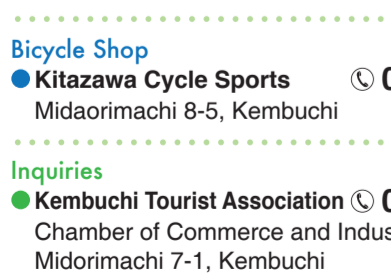 Bicycle Shop
Kitazawa Cycle Sports
Midaorimachi 8-5, Kembuchi
Inquiries
Kembuchi Tourist Association
Chamber of Commerce and
Midorimachi 7-1, Kembuchi